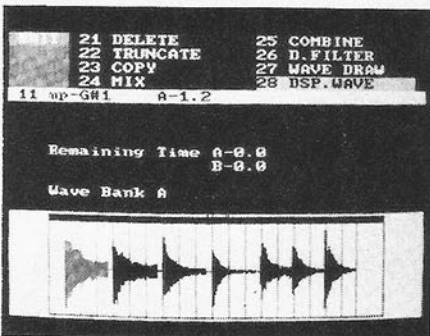 21 DELETE 25 COMBINE
22 TRUNCATE 26 D.FILTER
23 COPY 27 WAVE DRAW
24 MIX 28 DSP.WAVE
11 mp-G#1 A-1.2
Remaining Time A-0.0
B-0.0
Wave Bank A